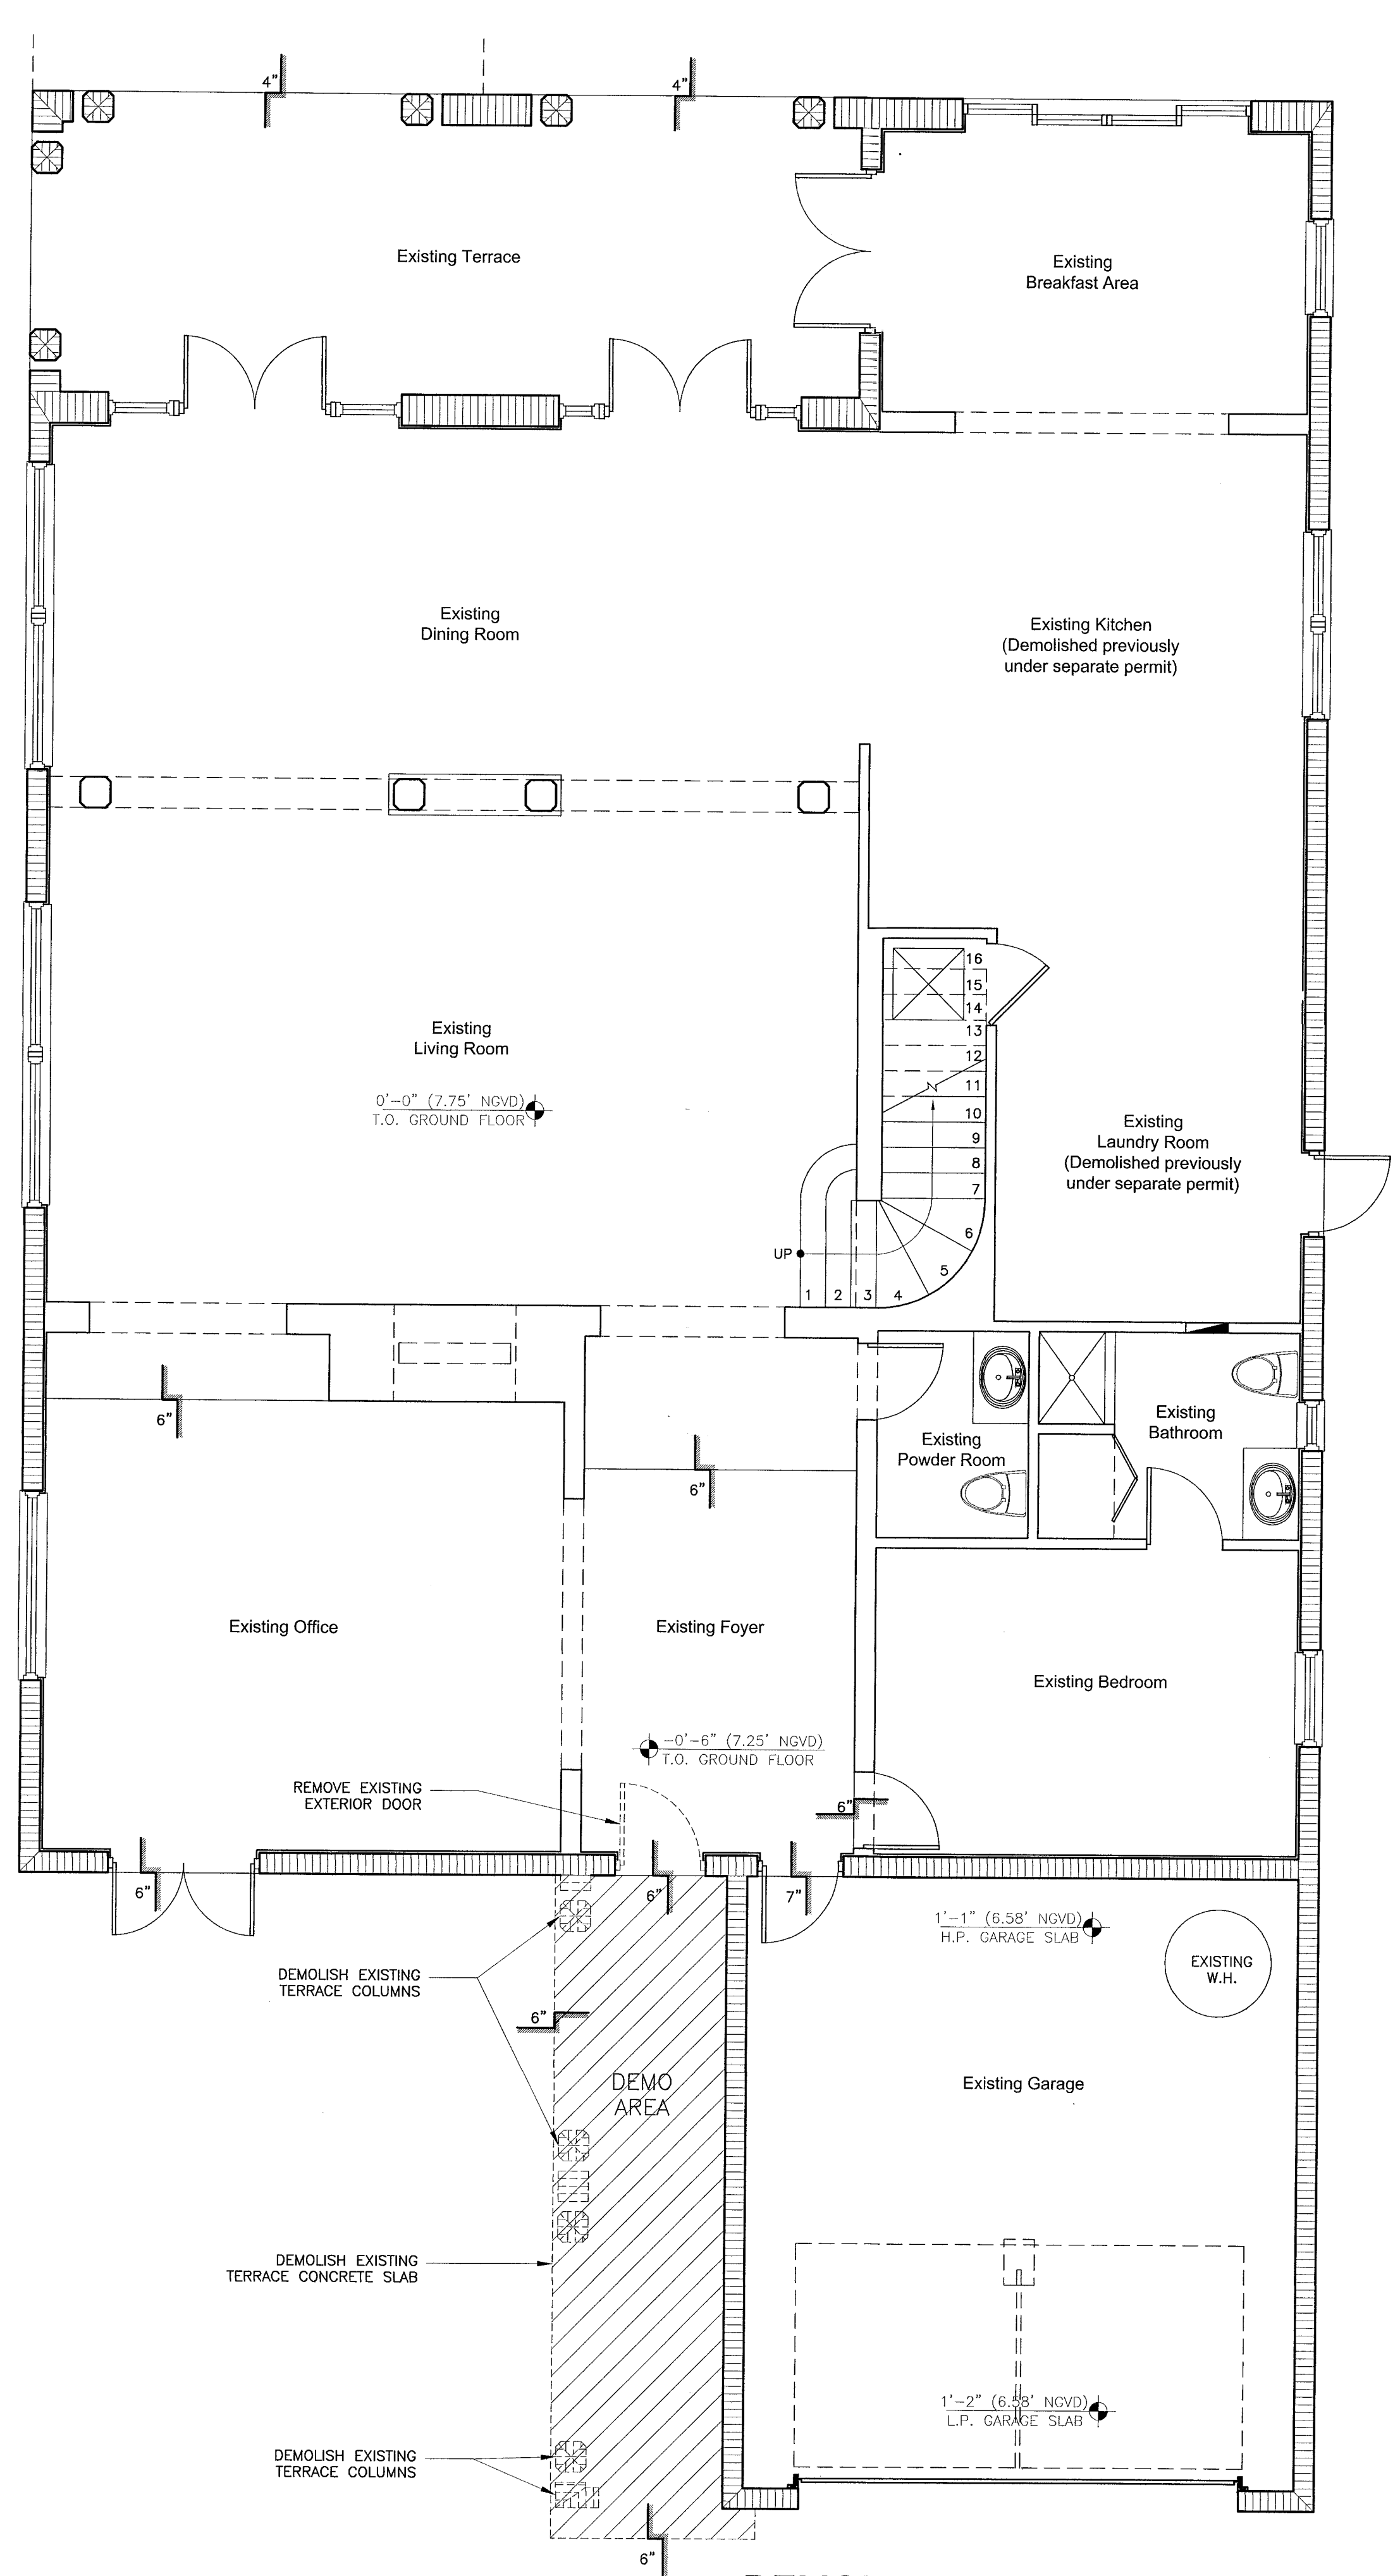 4"
4"
Existing Terrace
Existing
Breakfast Area
Existing
Dining Room
Existing Kitchen
(Demolished previously
under separate permit)
16
15
14
13
12
11
10
9
8
7
6
5
4
3
2
1
UP
Existing
Living Room
0'-0" (7.75' NGVD)
T.O. GROUND FLOOR
Existing
Laundry Room
(Demolished previously
under separate permit)
6"
6"
Existing
Powder Room
Existing
Bathroom
Existing Office
Existing Foyer
Existing Bedroom
-0'-6" (7.25' NGVD)
T.O. GROUND FLOOR
REMOVE EXISTING
EXTERIOR DOOR
6"
6"
6"
7"
1'-1" (6.58' NGVD)
H.P. GARAGE SLAB
EXISTING
W.H.
DEMOLISH EXISTING
TERRACE COLUMNS
6"
DEMO
AREA
Existing Garage
DEMOLISH EXISTING
TERRACE CONCRETE SLAB
1'-2" (6.58' NGVD)
L.P. GARAGE SLAB
DEMOLISH EXISTING
TERRACE COLUMNS
6"